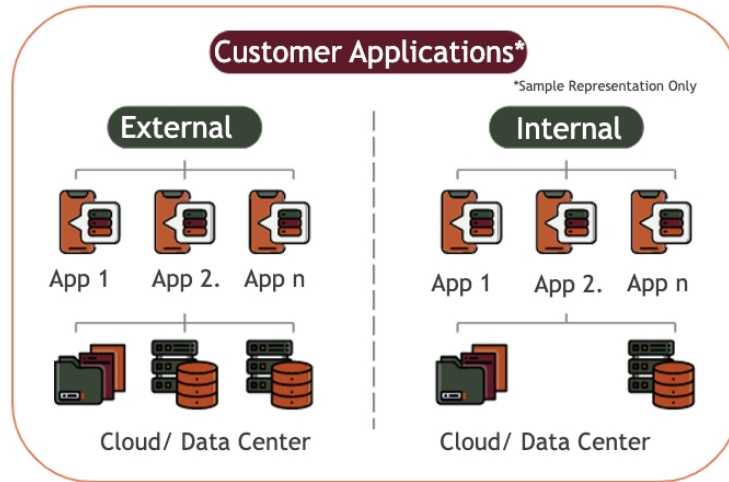 Customer Applications*
*Sample Representation Only
External
Internal
App 1
App 2.
App n
App 1
App 2.
App n
Cloud/ Data Center
Cloud/ Data Center